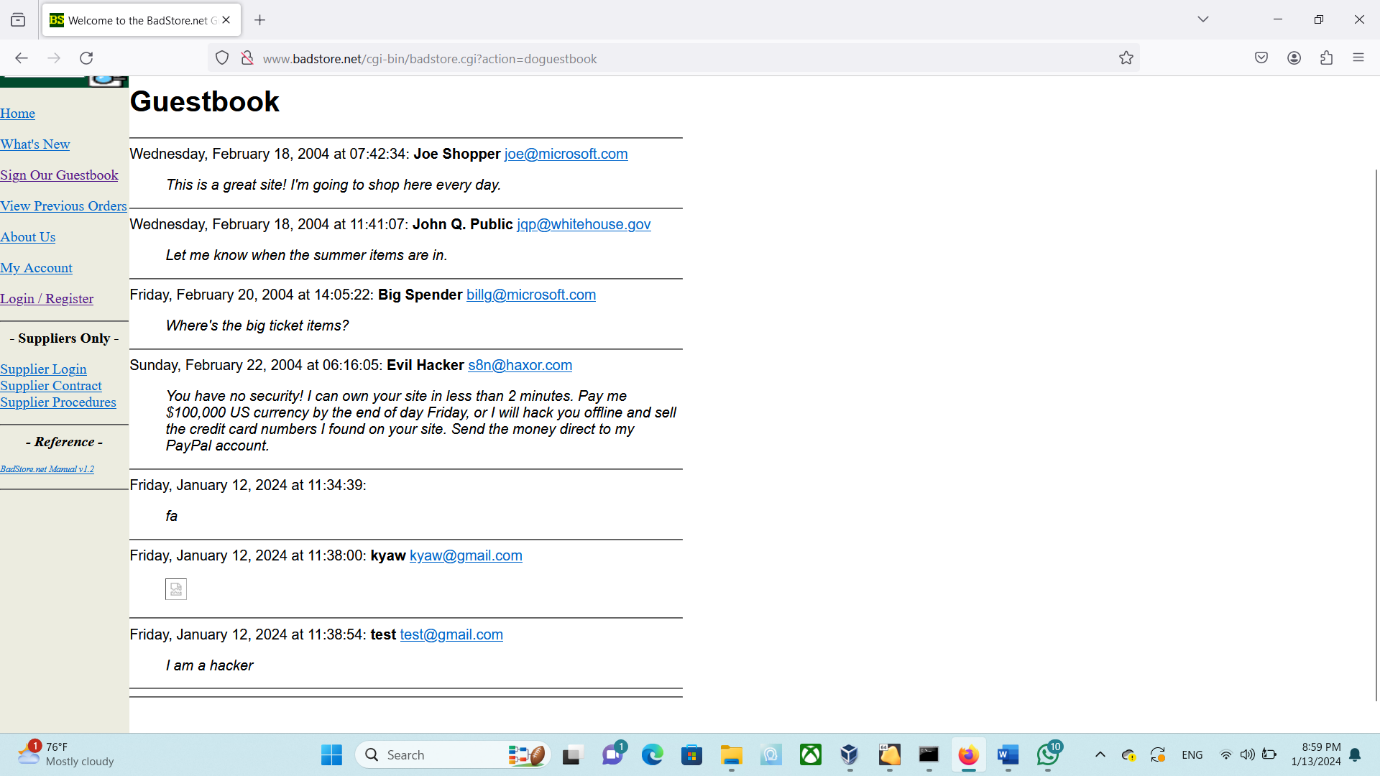 BS Welcome to the BadStore.net G
www.badstore.net/cgi-bin/badstore.cgi?action=doguestbook
Home
What's New
Sign Our Guestbook
View Previous Orders
About Us
My Account
Login / Register
- Suppliers Only -
Supplier Login
Supplier Contract
Supplier Procedures
- Reference -
BadStore.net Manual v1.2
Guestbook
Wednesday, February 18, 2004 at 07:42:34: Joe Shopper joe@microsoft.com
This is a great site! I'm going to shop here every day.
Wednesday, February 18, 2004 at 11:41:07: John Q. Public jqp@whitehouse.gov
Let me know when the summer items are in.
Friday, February 20, 2004 at 14:05:22: Big Spender billg@microsoft.com
Where's the big ticket items?
Sunday, February 22, 2004 at 06:16:05: Evil Hacker s8n@haxor.com
You have no security! I can own your site in less than 2 minutes. Pay me
$100,000 US currency by the end of day Friday, or I will hack you offline and sell
the credit card numbers I found on your site. Send the money direct to my
PayPal account.
Friday, January 12, 2024 at 11:34:39:
fa
Friday, January 12, 2024 at 11:38:00: kyaw kyaw@gmail.com
Friday, January 12, 2024 at 11:38:54: test test@gmail.com
I am a hacker
1
76°F
Mostly cloudy
Search
1
10
ENG
8:59 PM
1/13/2024